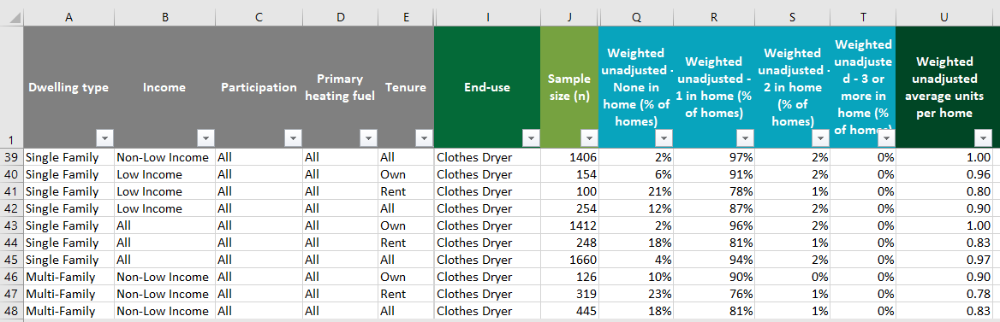 A B C D E I J Q R S T U
1 Dwelling type Income Participation Primary heating fuel Tenure End-use Sample size (n) Weighted unadjusted - None in home (% of homes) Weighted unadjusted - 1 in home (% of homes) Weighted unadjusted - 2 in home (% of homes) Weighted unadjuste d - 3 or more in home (% of homes) Weighted unadjusted average units per home
39 Single Family Non-Low Income All All All Clothes Dryer 1406 2% 97% 2% 0% 1.00
40 Single Family Low Income All All Own Clothes Dryer 154 6% 91% 2% 0% 0.96
41 Single Family Low Income All All Rent Clothes Dryer 100 21% 78% 1% 0% 0.80
42 Single Family Low Income All All All Clothes Dryer 254 12% 87% 2% 0% 0.90
43 Single Family All All All Own Clothes Dryer 1412 2% 96% 2% 0% 1.00
44 Single Family All All All Rent Clothes Dryer 248 18% 81% 1% 0% 0.83
45 Single Family All All All All Clothes Dryer 1660 4% 94% 2% 0% 0.97
46 Multi-Family Non-Low Income All All Own Clothes Dryer 126 10% 90% 0% 0% 0.90
47 Multi-Family Non-Low Income All All Rent Clothes Dryer 319 23% 76% 1% 0% 0.78
48 Multi-Family Non-Low Income All All All Clothes Dryer 445 18% 81% 1% 0% 0.83